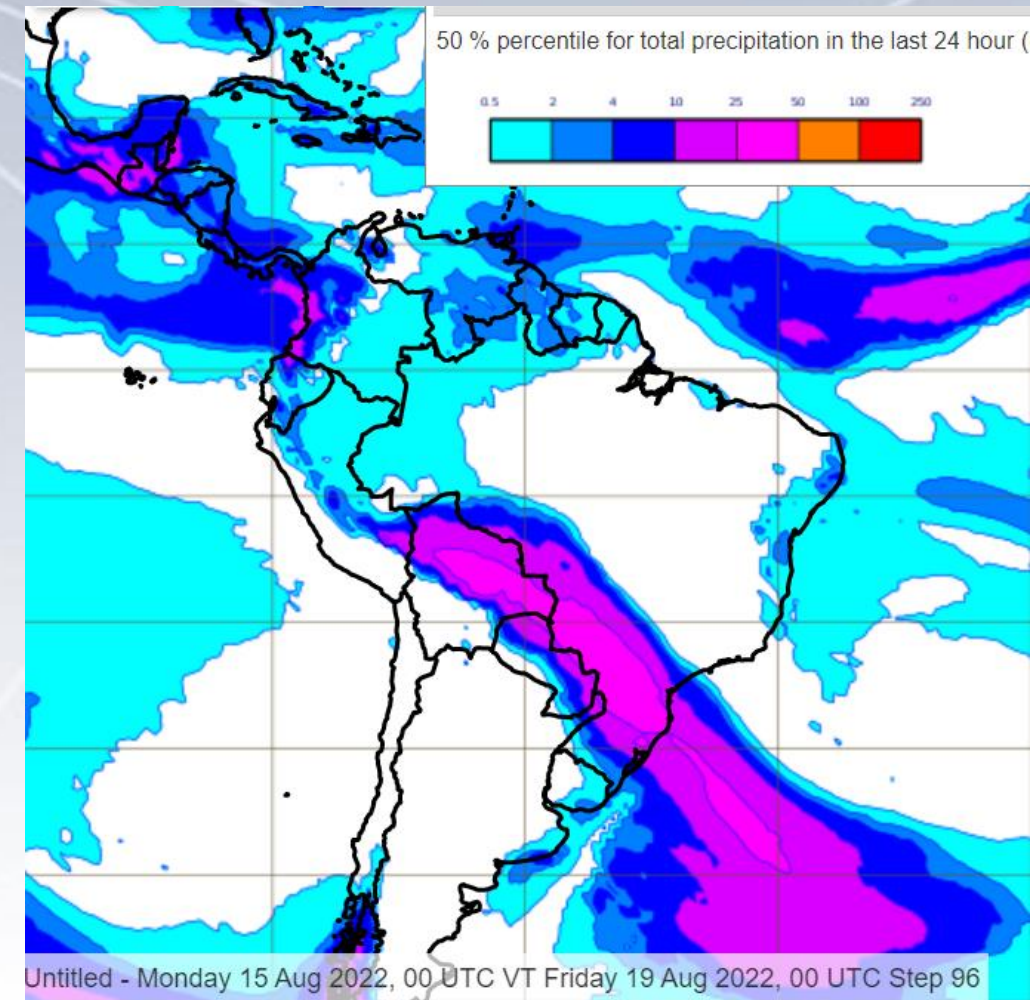 50 % percentile for total precipitation in the last 24 hour (
0.5 2 4 10 25 50 100 250
Untitled - Monday 15 Aug 2022, 00 UTC VT Friday 19 Aug 2022, 00 UTC Step 96